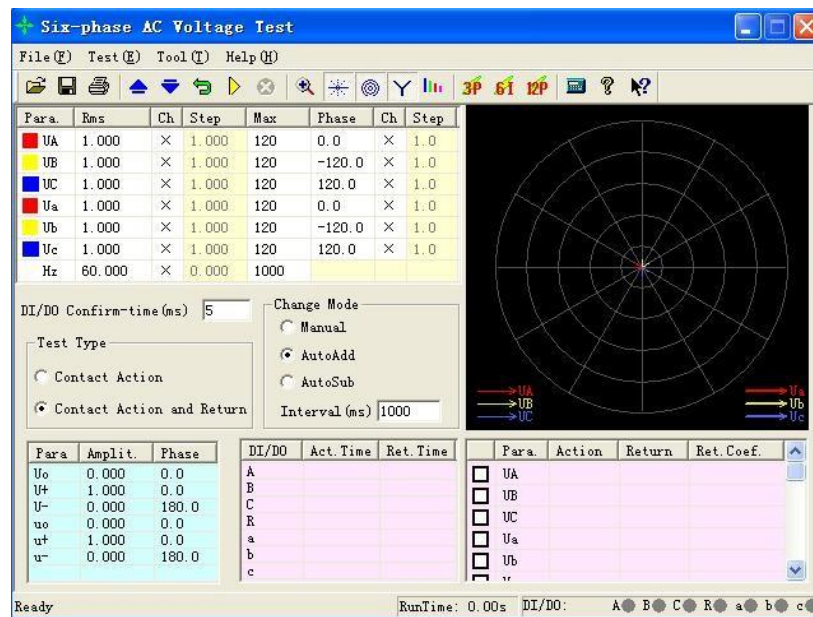 Six-phase AC Voltage Test
File(F) Test(E) Tool(T) Help(H)
3P 6I 12P
Para. Rms Ch Step Max Phase Ch Step
UA 1.000 × 1.000 120 0.0 × 1.0
UB 1.000 × 1.000 120 -120.0 × 1.0
UC 1.000 × 1.000 120 120.0 × 1.0
Ua 1.000 × 1.000 120 0.0 × 1.0
Ub 1.000 × 1.000 120 -120.0 × 1.0
Uc 1.000 × 1.000 120 120.0 × 1.0
Hz 60.000 × 0.000 1000
DI/DO Confirm-time(ms) 5
Test Type
Contact Action
Contact Action and Return
Change Mode
Manual
AutoAdd
AutoSub
Interval(ms) 1000
UA
UB
UC
Ua
Ub
Uc
Para Amplit. Phase
Uo 0.000 0.0
U+ 1.000 0.0
U- 0.000 180.0
uo 0.000 0.0
u+ 1.000 0.0
u- 0.000 180.0
DI/DO Act.Time Ret.Time
A
B
C
R
a
b
c
Para. Action Return Ret.Coef.
UA
UB
UC
Ua
Ub
Ready
RunTime: 0.00s
DI/DO: A B C R a b c